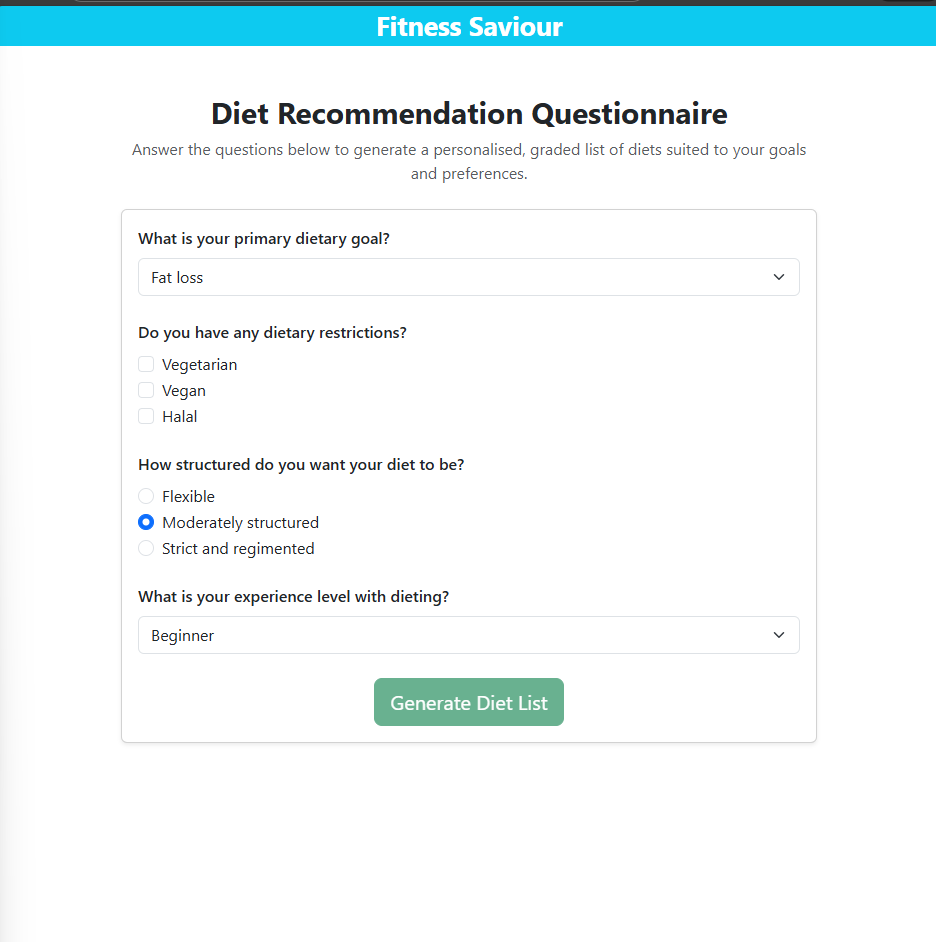 Fitness Saviour
Diet Recommendation Questionnaire
Answer the questions below to generate a personalised, graded list of diets suited to your goals
and preferences.
What is your primary dietary goal?
Fat loss
Do you have any dietary restrictions?
Vegetarian
Vegan
Halal
How structured do you want your diet to be?
Flexible
Moderately structured
Strict and regimented
What is your experience level with dieting?
Beginner
Generate Diet List